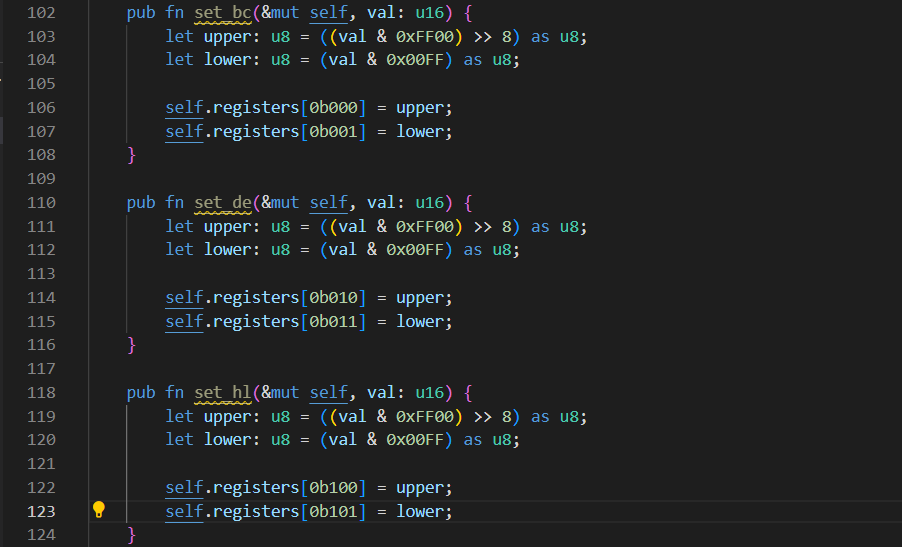 102 pub fn set_bc(&mut self, val: u16) {
103 let upper: u8 = ((val & 0xFF00) >> 8) as u8;
104 let lower: u8 = (val & 0x00FF) as u8;
105
106 self.registers[0b000] = upper;
107 self.registers[0b001] = lower;
108 }
109
110 pub fn set_de(&mut self, val: u16) {
111 let upper: u8 = ((val & 0xFF00) >> 8) as u8;
112 let lower: u8 = (val & 0x00FF) as u8;
113
114 self.registers[0b010] = upper;
115 self.registers[0b011] = lower;
116 }
117
118 pub fn set_hl(&mut self, val: u16) {
119 let upper: u8 = ((val & 0xFF00) >> 8) as u8;
120 let lower: u8 = (val & 0x00FF) as u8;
121
122 self.registers[0b100] = upper;
123 self.registers[0b101] = lower;
124 }